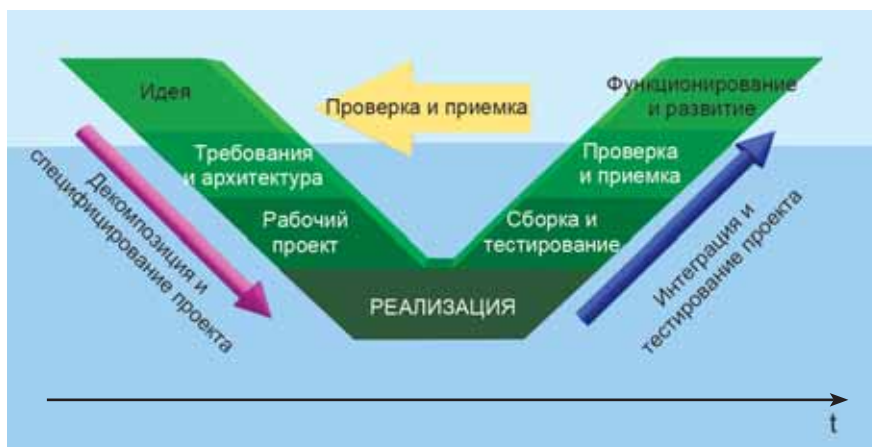 Идея
Проверка и приемка
Функционирование
и развитие
Требования
и архитектура
Проверка
и приемка
Рабочий
проект
Сборка и
тестирование
РЕАЛИЗАЦИЯ
Декомпозиция и
специфицирование проекта
Интеграция и
тестирование проекта
t